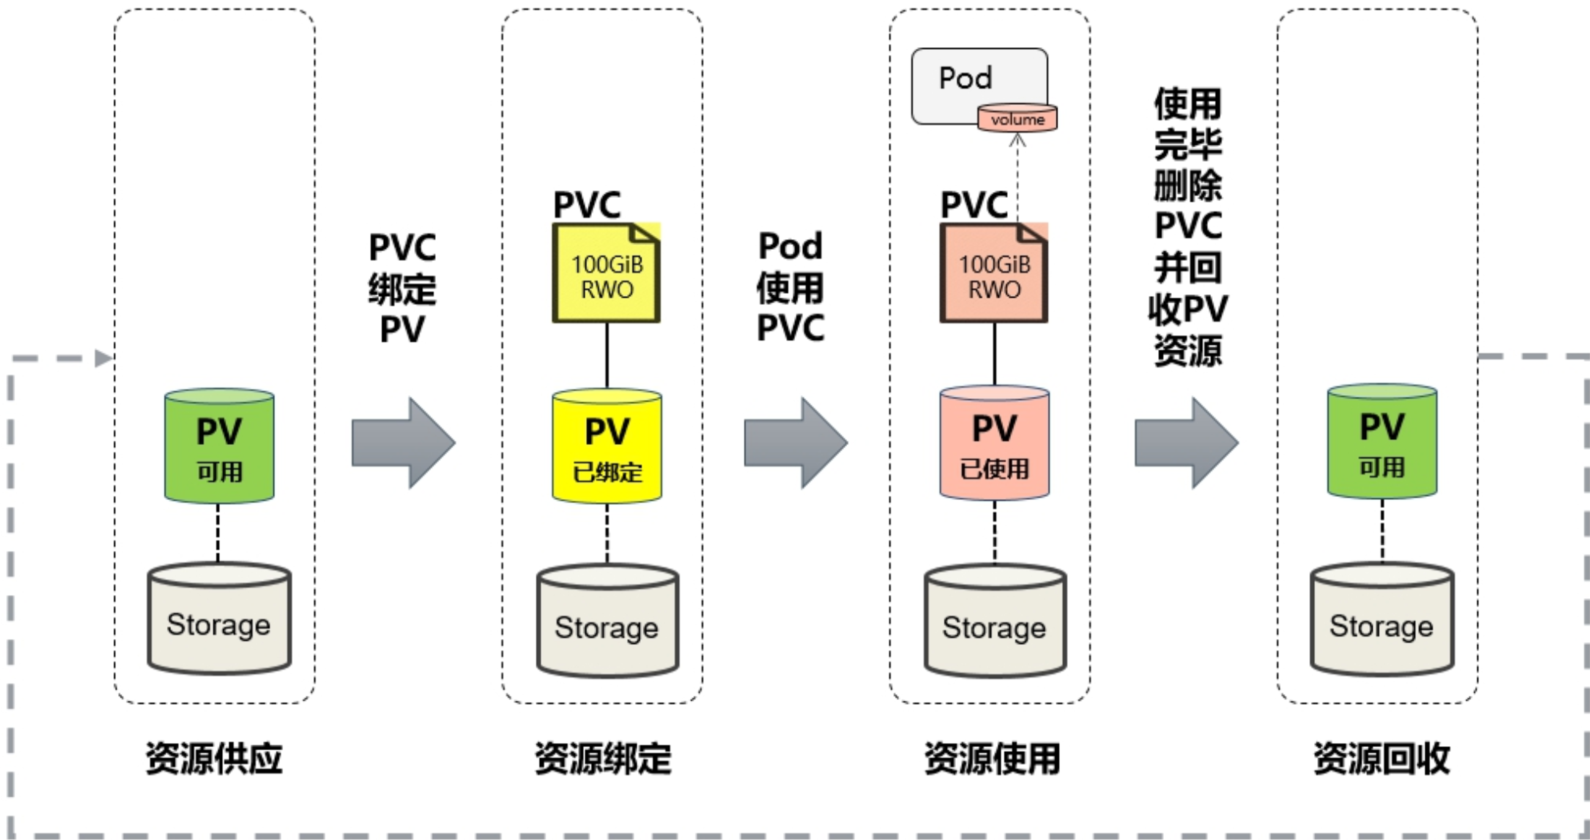 PV
可用
Storage
资源供应
PVC
绑定
PV
PVC
100GiB
RWO
PV
已绑定
Storage
资源绑定
Pod
使用
PVC
Pod
volume
PVC
100GiB
RWO
PV
已使用
Storage
资源使用
使用
完毕
删除
PVC
并回
收PV
资源
PV
可用
Storage
资源回收